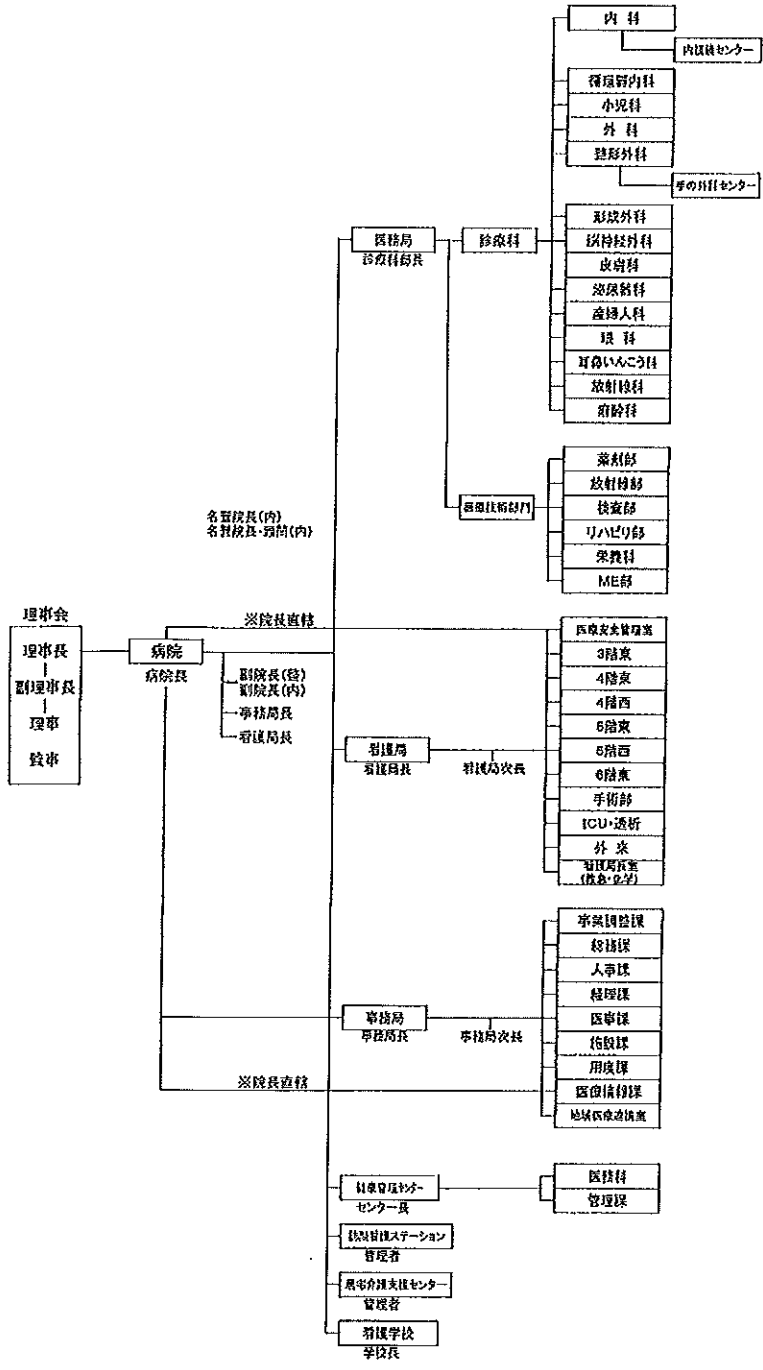 理事会
理事長
副理事長
理事
監事
病院
病院長
※院長直轄
※院長直轄
名誉院長(内)
名誉院長・顧問(内)
副院長(整)
副院長(内)
事務局長
看護局長
医務局
診療科部長
診療科
内 科
内視鏡センター
循環器内科
小児科
外 科
整形外科
手の外科センター
形成外科
脳神経外科
皮膚科
泌尿器科
産婦人科
眼 科
耳鼻いんこう科
放射線科
麻酔科
医療技術部門
薬剤部
放射線部
検査部
リハビリ部
栄養科
ME部
看護局
看護局長
看護局次長
医療安全管理室
3階東
4階東
4階西
5階東
5階西
6階東
手術部
ICU・透析
外 来
看護局長室
事務局
事務局長
事務局次長
事業調整課
総務課
人事課
経理課
医事課
施設課
用度課
医療情報課
地域医療連携室
健康管理センター
センター長
医務科
管理課
訪問看護ステーション
管理者
居宅介護支援センター
管理者
看護学校
学校長